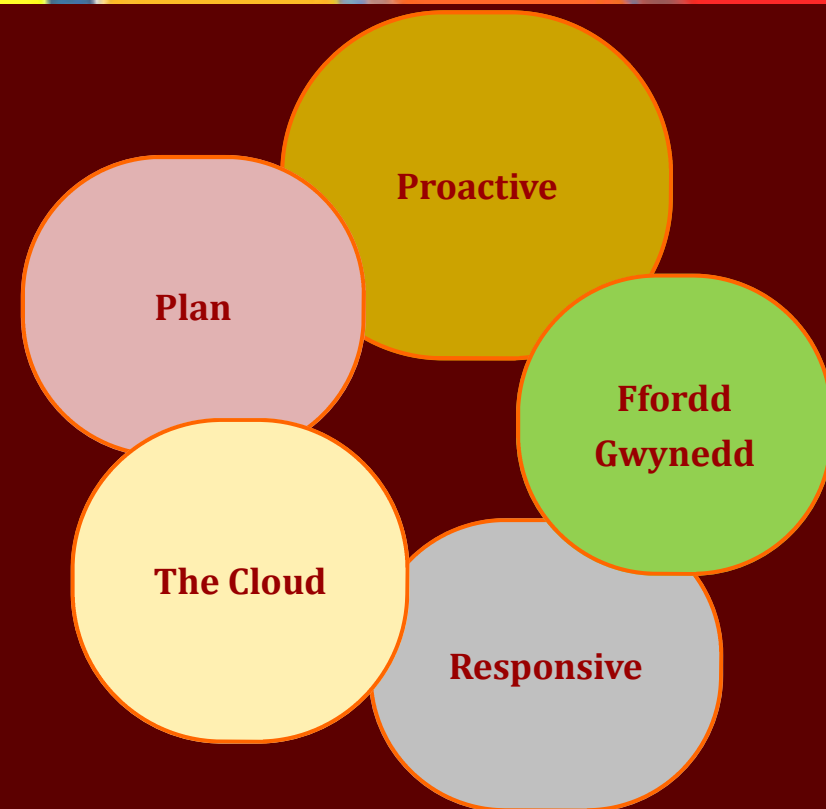 Proactive
Plan
Ffordd
Gwynedd
The Cloud
Responsive